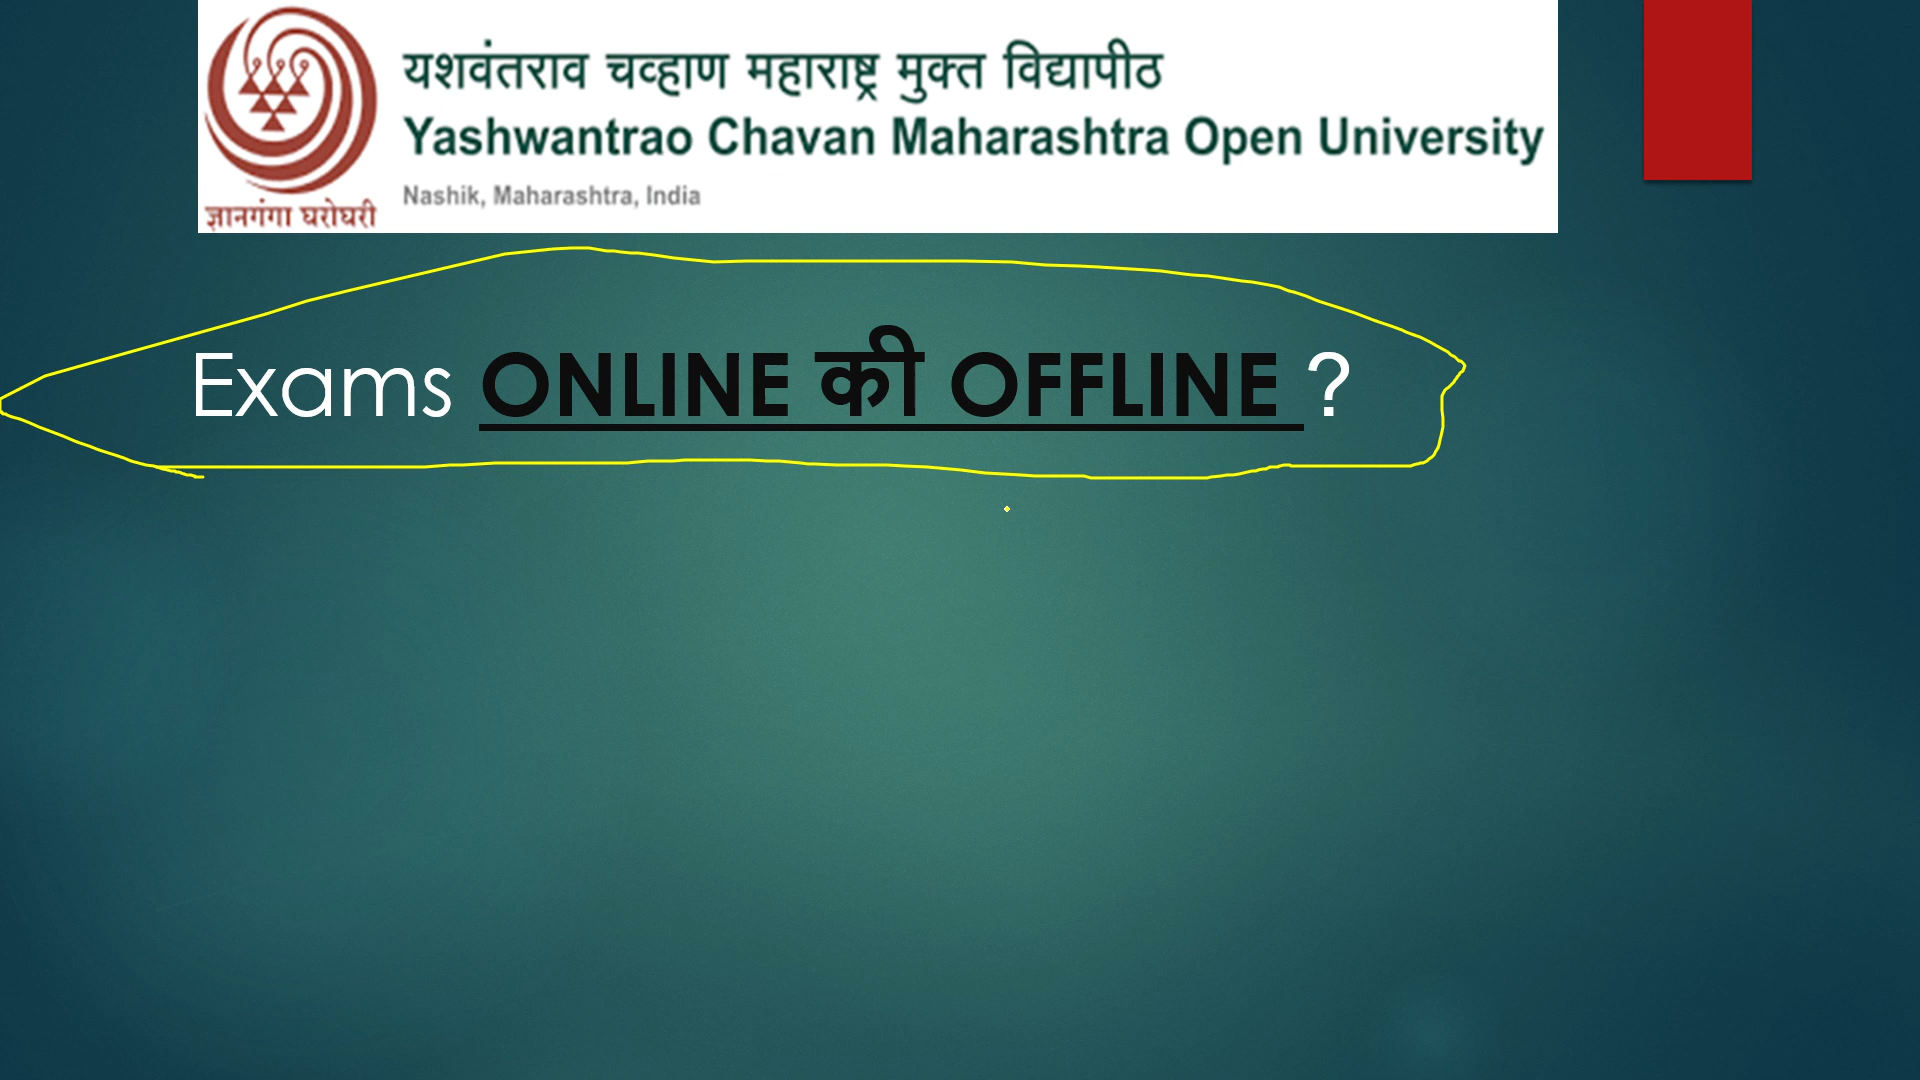 यशवंतराव चव्हाण महाराष्ट्र मुक्त विद्यापीठ
Yashwantrao Chavan Maharashtra Open University
Nashik, Maharashtra, India
ज्ञानगंगा घरोघरी
Exams ONLINE की OFFLINE ?